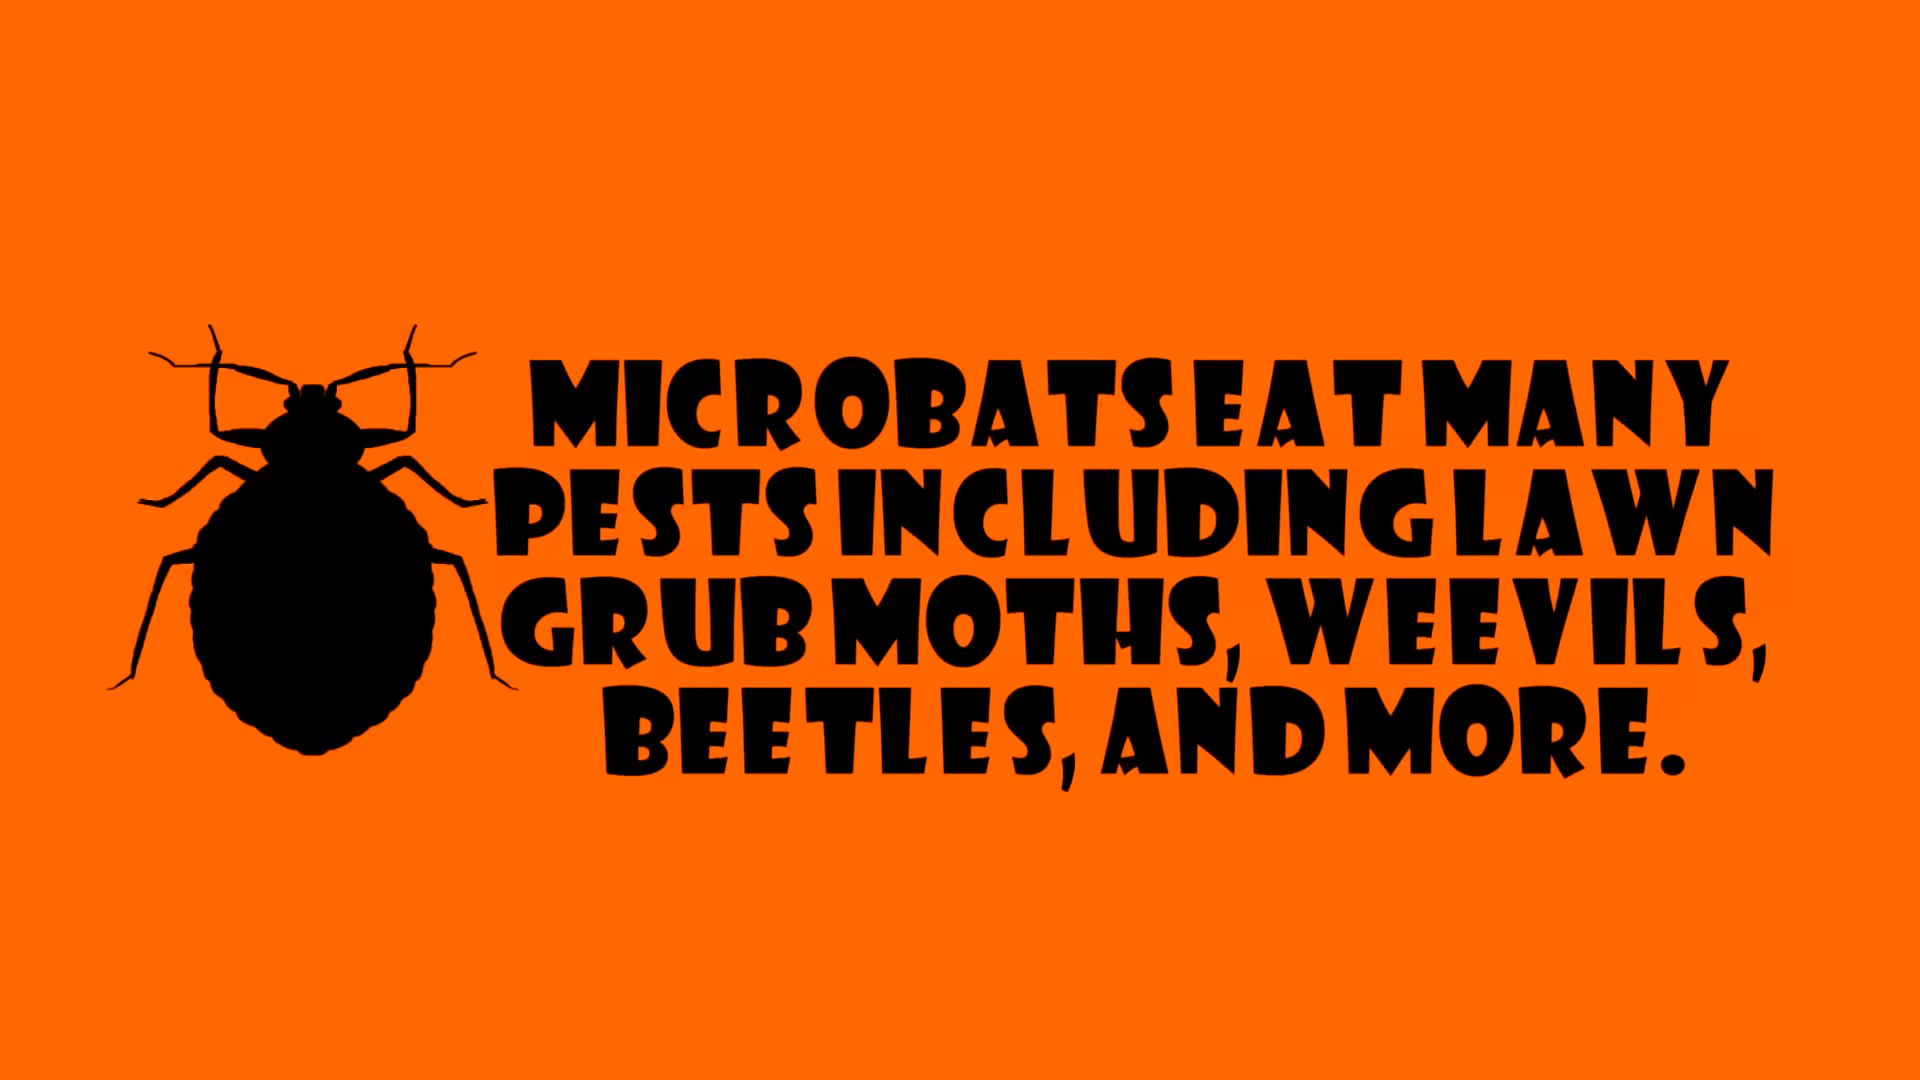 MICROBATS EAT MANY
PESTS INCLUDING LAWN
GRUB MOTHS, WEEVILS,
BEETLES, AND MORE.